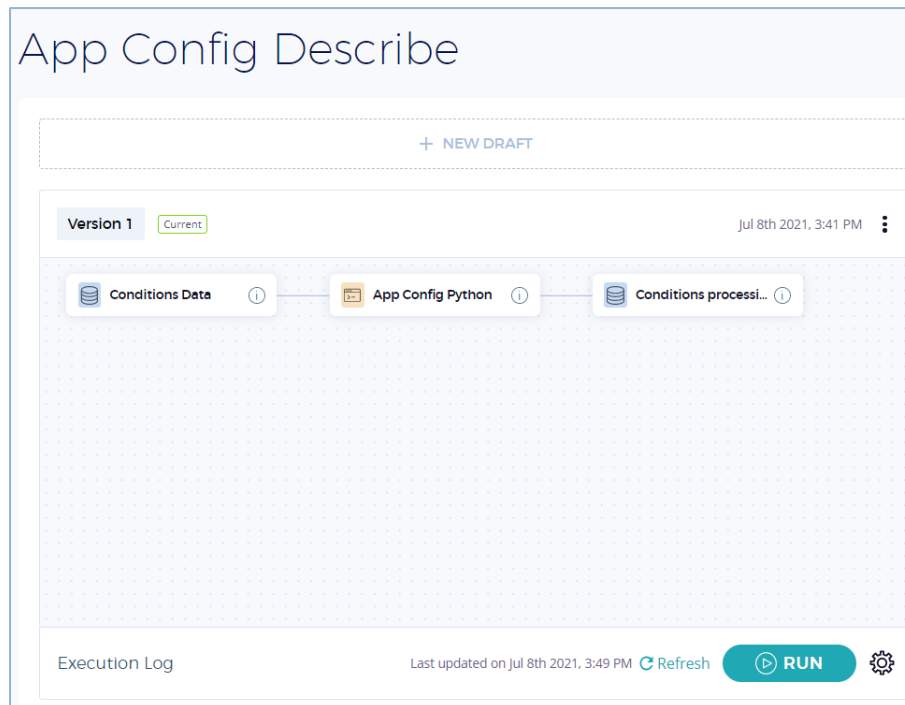 App Config Describe
+ NEW DRAFT
Version 1 Current Jul 8th 2021, 3:41 PM
Conditions Data App Config Python Conditions processi...
Execution Log Last updated on Jul 8th 2021, 3:49 PM Refresh RUN